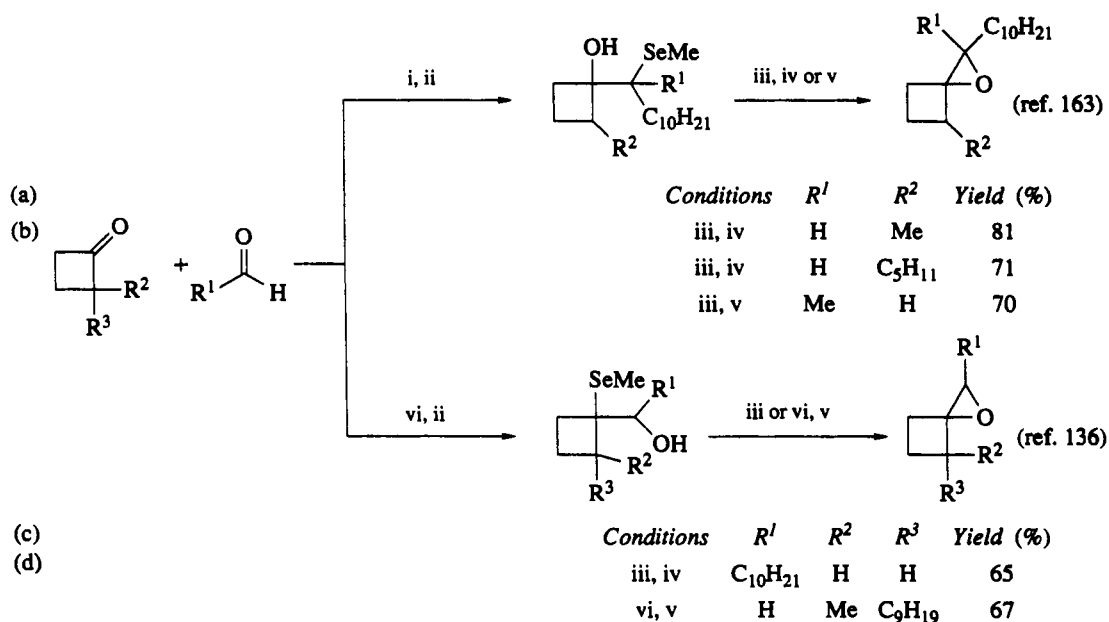 OH
SeMe
R¹
C₁₀H₂₁
R²
i, ii
iii, iv or v
R¹
C₁₀H₂₁
O
R²
(ref. 163)
(a)
(b)
O
R²
R³
+
O
R¹
H
Conditions R¹ R² Yield (%)
iii, iv H Me 81
iii, iv H C₅H₁₁ 71
iii, v Me H 70
vi, ii
SeMe
R¹
OH
R²
R³
iii or vi, v
R¹
O
R²
R³
(ref. 136)
(c)
(d)
Conditions R¹ R² R³ Yield (%)
iii, iv C₁₀H₂₁ H H 65
vi, v H Me C₉H₁₉ 67